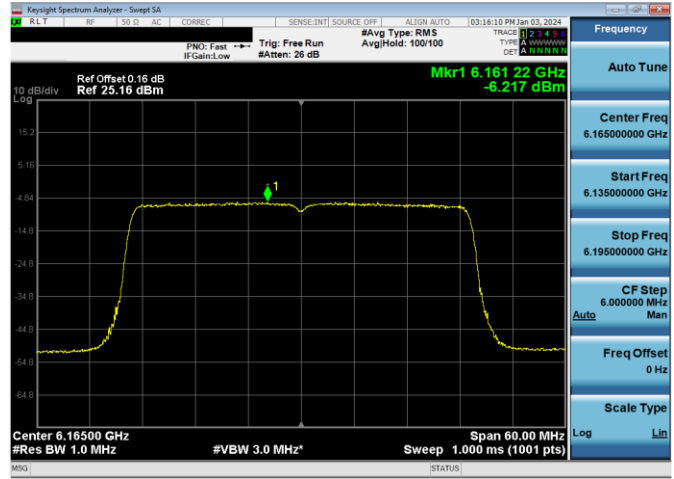 Keysight Spectrum Analyzer - Swept SA
RLT RF 50 Ω AC CORREC SENSE:INT SOURCE OFF ALIGN AUTO 03:16:10 PM Jan 03, 2024
PNO: Fast
IFGain:Low
Trig: Free Run
#Atten: 26 dB
#Avg Type: RMS
Avg|Hold: 100/100
TRACE 1 2 3 4 5 6
TYPE A WWWWW
DET A N N N N N
Ref Offset 0.16 dB
10 dB/div Ref 25.16 dBm
Log
Mkr1 6.161 22 GHz
-6.217 dBm
15.2
5.16
-4.84
-14.8
-24.8
-34.8
-44.8
-54.8
-64.8
1
Center 6.16500 GHz Span 60.00 MHz
#Res BW 1.0 MHz #VBW 3.0 MHz* Sweep 1.000 ms (1001 pts)
MSG STATUS
Frequency
Auto Tune
Center Freq
6.165000000 GHz
Start Freq
6.135000000 GHz
Stop Freq
6.195000000 GHz
CF Step
6.000000 MHz
Auto Man
Freq Offset
0 Hz
Scale Type
Log Lin